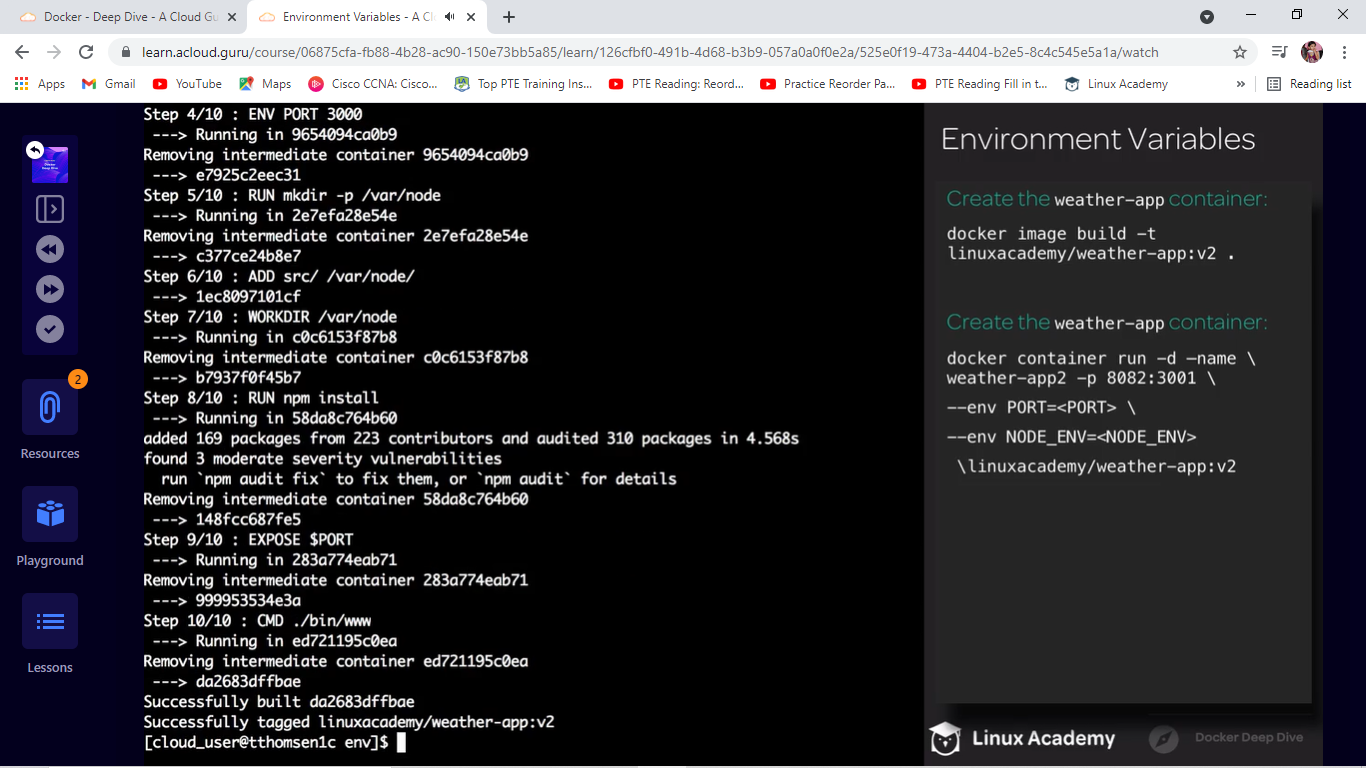 Docker - Deep Dive - A Cloud Gu
Environment Variables - A Cl
learn.acloud.guru/course/06875cfa-fb88-4b28-ac90-150e73bb5a85/learn/126cfbf0-491b-4d68-b3b9-057a0a0f0e2a/525e0f19-473a-4404-b2e5-8c4c545e5a1a/watch
Apps Gmail YouTube Maps Cisco CCNA: Cisco... Top PTE Training Ins... PTE Reading: Reord... Practice Reorder Pa... PTE Reading Fill in t... Linux Academy » Reading list
2
Resources
Playground
Lessons
Step 4/10 : ENV PORT 3000
---> Running in 9654094ca0b9
Removing intermediate container 9654094ca0b9
---> e7925c2eec31
Step 5/10 : RUN mkdir -p /var/node
---> Running in 2e7efa28e54e
Removing intermediate container 2e7efa28e54e
---> c377ce24b8e7
Step 6/10 : ADD src/ /var/node/
---> 1ec8097101cf
Step 7/10 : WORKDIR /var/node
---> Running in c0c6153f87b8
Removing intermediate container c0c6153f87b8
---> b7937f0f45b7
Step 8/10 : RUN npm install
---> Running in 58da8c764b60
added 169 packages from 223 contributors and audited 310 packages in 4.568s
found 3 moderate severity vulnerabilities
run `npm audit fix` to fix them, or `npm audit` for details
Removing intermediate container 58da8c764b60
---> 148fcc687fe5
Step 9/10 : EXPOSE $PORT
---> Running in 283a774eab71
Removing intermediate container 283a774eab71
---> 999953534e3a
Step 10/10 : CMD ./bin/www
---> Running in ed721195c0ea
Removing intermediate container ed721195c0ea
---> da2683dffbae
Successfully built da2683dffbae
Successfully tagged linuxacademy/weather-app:v2
[cloud_user@tthomsen1c env]$
Environment Variables
Create the weather-app container:
docker image build -t
linuxacademy/weather-app:v2 .
Create the weather-app container:
docker container run -d –name \
weather-app2 -p 8082:3001 \
--env PORT=<PORT> \
--env NODE_ENV=<NODE_ENV>
\linuxacademy/weather-app:v2
Linux Academy
Docker Deep Dive